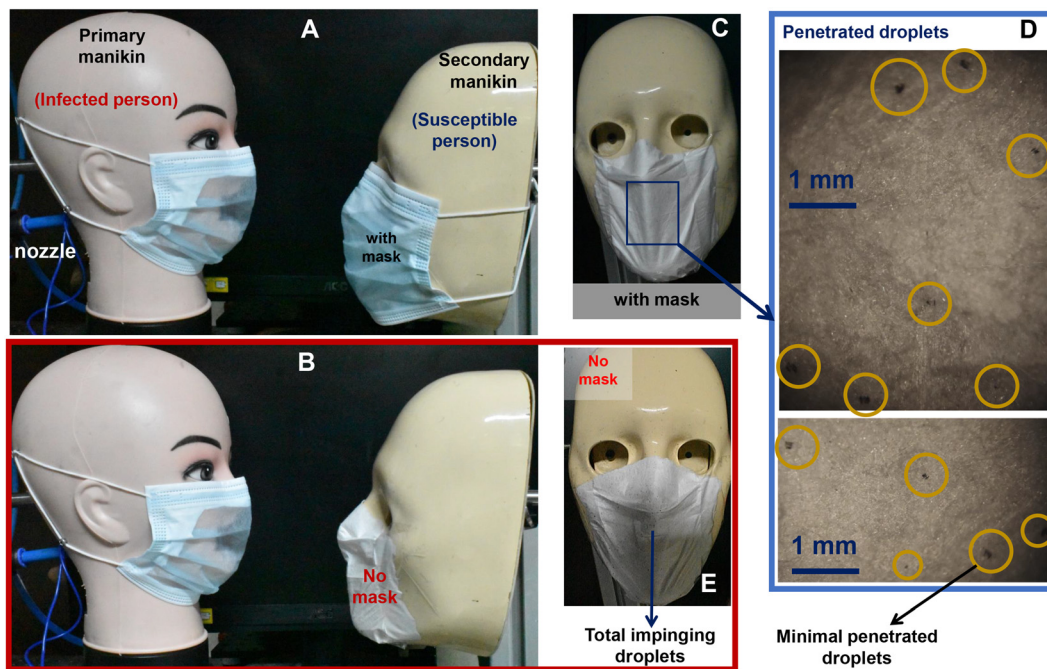 A
Primary
manikin
(Infected person)
Secondary
manikin
(Susceptible
person)
nozzle
with
mask
C
with mask
D
Penetrated droplets
1 mm
1 mm
Minimal penetrated
droplets
B
No
mask
No
mask
E
Total impinging
droplets